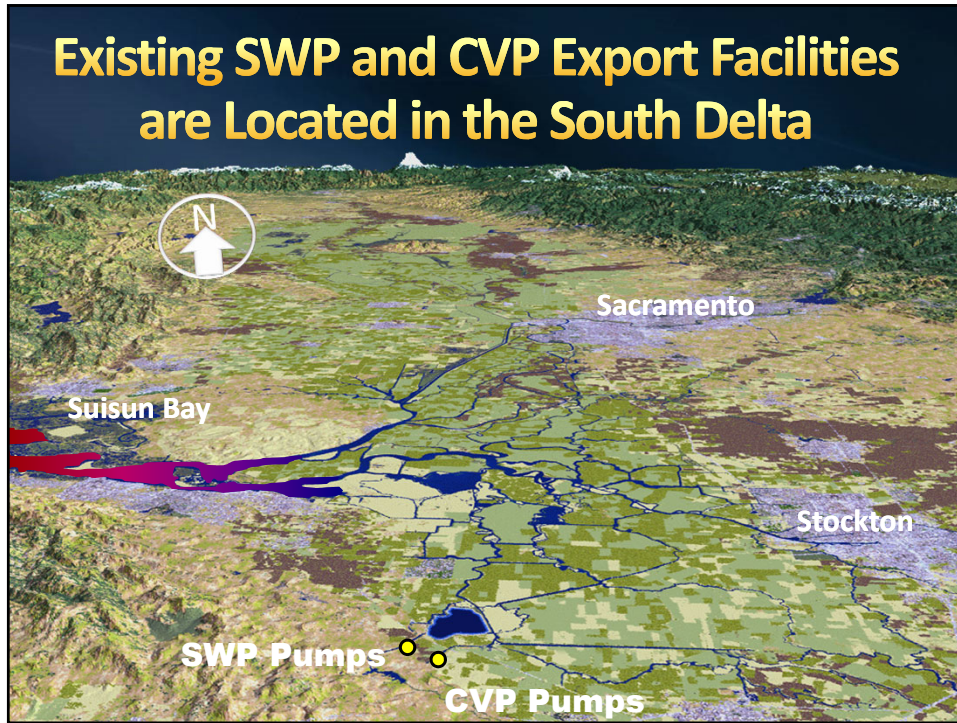 Existing SWP and CVP Export Facilities
are Located in the South Delta
N
Sacramento
Suisun Bay
Stockton
SWP Pumps
CVP Pumps